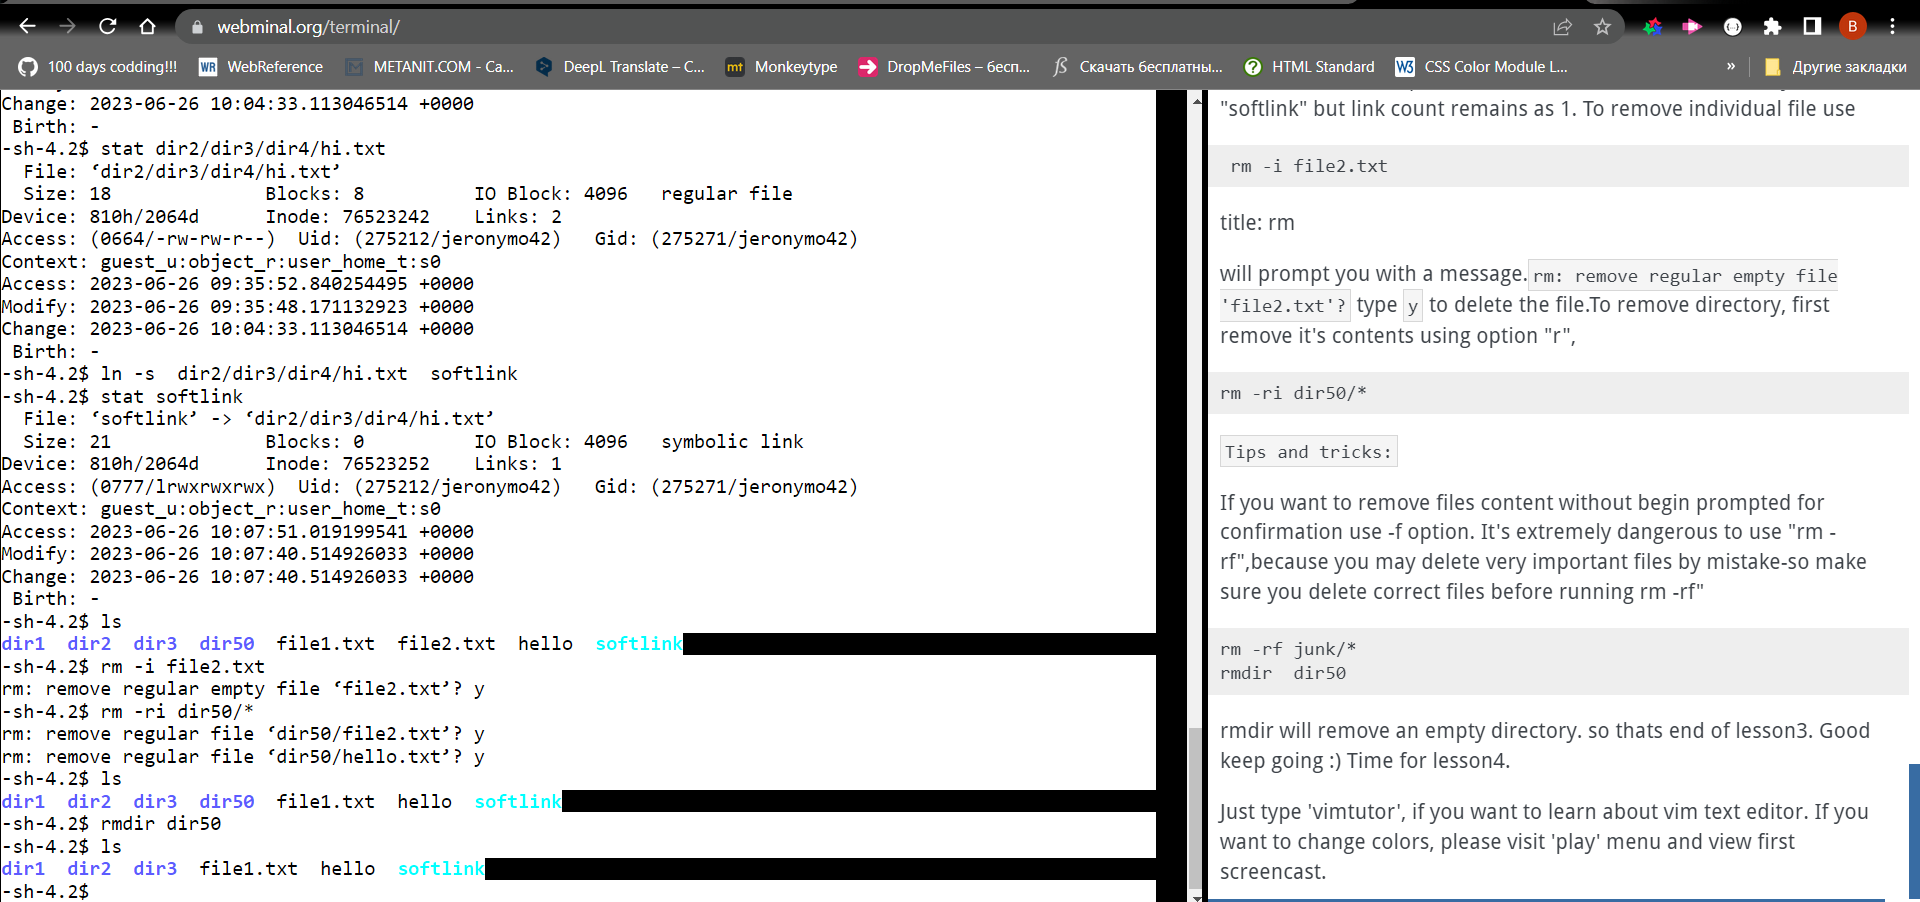 webminal.org/terminal/
B
100 days codding!!!
WR WebReference
METANIT.COM - Ca...
DeepL Translate – C...
mt Monkeytype
DropMeFiles – бесп...
ß Скачать бесплатны...
? HTML Standard
W3 CSS Color Module L...
»
Другие закладки
Change: 2023-06-26 10:04:33.113046514 +0000
 Birth: -
-sh-4.2$ stat dir2/dir3/dir4/hi.txt
  File: ‘dir2/dir3/dir4/hi.txt’
  Size: 18              Blocks: 8          IO Block: 4096   regular file
Device: 810h/2064d      Inode: 76523242    Links: 2
Access: (0664/-rw-rw-r--)  Uid: (275212/jeronymo42)   Gid: (275271/jeronymo42)
Context: guest_u:object_r:user_home_t:s0
Access: 2023-06-26 09:35:52.840254495 +0000
Modify: 2023-06-26 09:35:48.171132923 +0000
Change: 2023-06-26 10:04:33.113046514 +0000
 Birth: -
-sh-4.2$ ln -s  dir2/dir3/dir4/hi.txt  softlink
-sh-4.2$ stat softlink
  File: ‘softlink’ -> ‘dir2/dir3/dir4/hi.txt’
  Size: 21              Blocks: 0          IO Block: 4096   symbolic link
Device: 810h/2064d      Inode: 76523252    Links: 1
Access: (0777/lrwxrwxrwx)  Uid: (275212/jeronymo42)   Gid: (275271/jeronymo42)
Context: guest_u:object_r:user_home_t:s0
Access: 2023-06-26 10:07:51.019199541 +0000
Modify: 2023-06-26 10:07:40.514926033 +0000
Change: 2023-06-26 10:07:40.514926033 +0000
 Birth: -
-sh-4.2$ ls
dir1  dir2  dir3  dir50  file1.txt  file2.txt  hello  softlink
-sh-4.2$ rm -i file2.txt
rm: remove regular empty file ‘file2.txt’? y
-sh-4.2$ rm -ri dir50/*
rm: remove regular file ‘dir50/file2.txt’? y
rm: remove regular file ‘dir50/hello.txt’? y
-sh-4.2$ ls
dir1  dir2  dir3  dir50  file1.txt  hello  softlink
-sh-4.2$ rmdir dir50
-sh-4.2$ ls
dir1  dir2  dir3  file1.txt  hello  softlink
-sh-4.2$
"softlink" but link count remains as 1. To remove individual file use
rm -i file2.txt
title: rm
will prompt you with a message. rm: remove regular empty file
'file2.txt'? type y to delete the file.To remove directory, first
remove it's contents using option "r",
rm -ri dir50/*
Tips and tricks:
If you want to remove files content without begin prompted for
confirmation use -f option. It's extremely dangerous to use "rm -
rf",because you may delete very important files by mistake-so make
sure you delete correct files before running rm -rf"
rm -rf junk/*
rmdir  dir50
rmdir will remove an empty directory. so thats end of lesson3. Good
keep going :) Time for lesson4.
Just type 'vimtutor', if you want to learn about vim text editor. If you
want to change colors, please visit 'play' menu and view first
screencast.